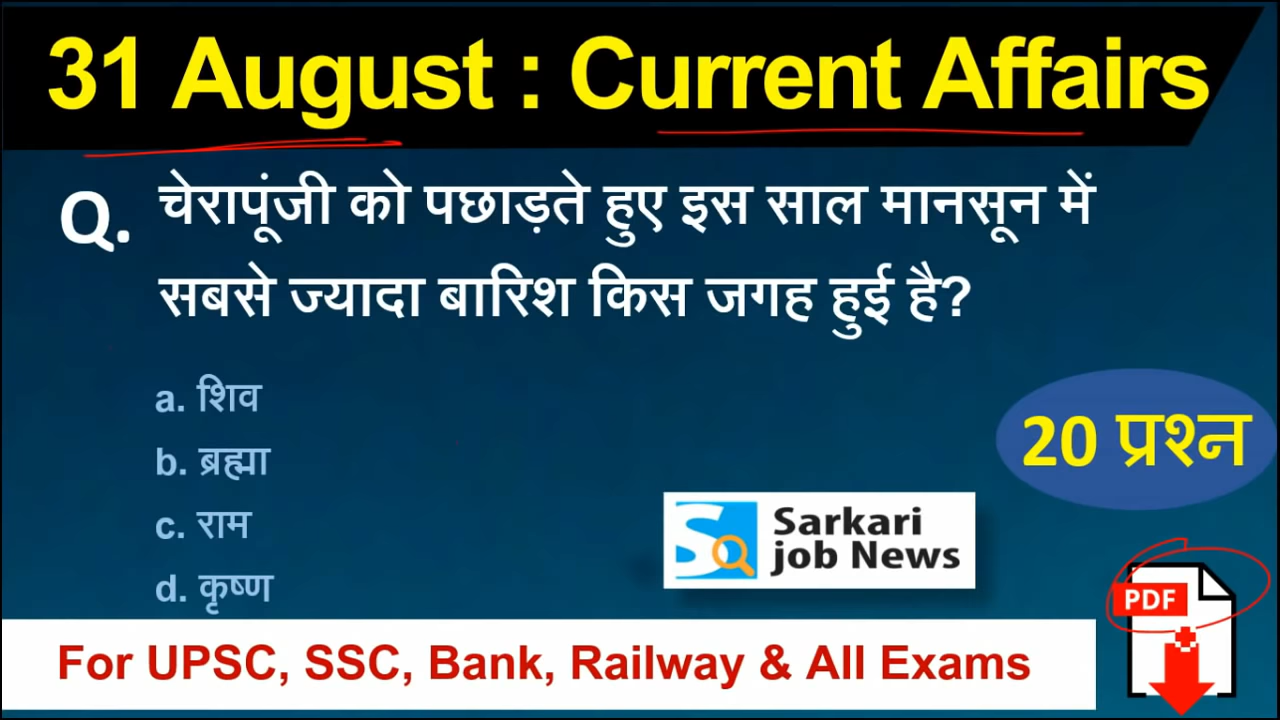 31 August : Current Affairs
Q. चेरापूंजी को पछाड़ते हुए इस साल मानसून में
सबसे ज्यादा बारिश किस जगह हुई है?
a. शिव
b. ब्रह्मा
c. राम
d. कृष्ण
20 प्रश्न
Sarkari
job News
PDF
For UPSC, SSC, Bank, Railway & All Exams